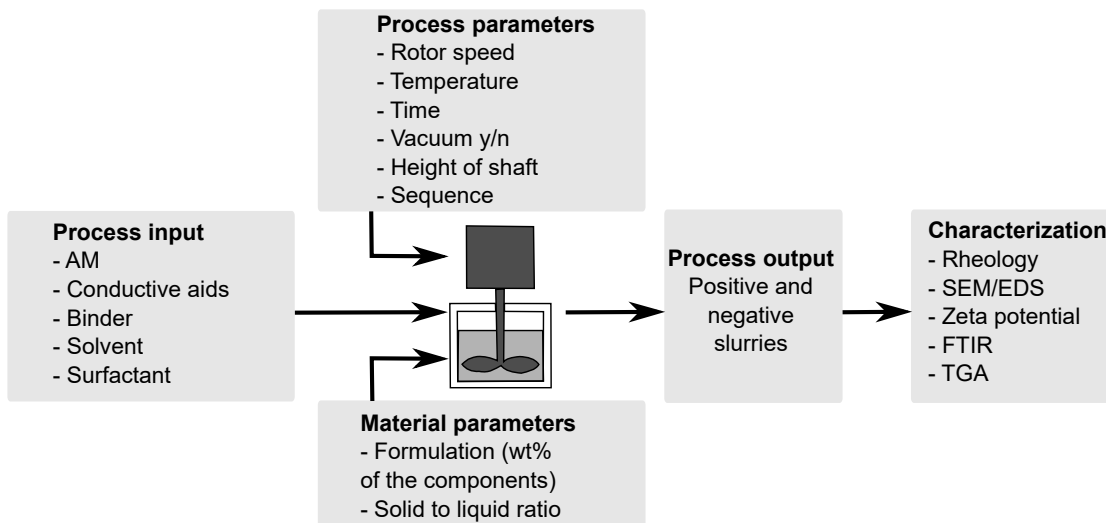 Process parameters
- Rotor speed
- Temperature
- Time
- Vacuum y/n
- Height of shaft
- Sequence
Process input
- AM
- Conductive aids
- Binder
- Solvent
- Surfactant
Material parameters
- Formulation (wt%
of the components)
- Solid to liquid ratio
Process output
Positive and
negative
slurries
Characterization
- Rheology
- SEM/EDS
- Zeta potential
- FTIR
- TGA